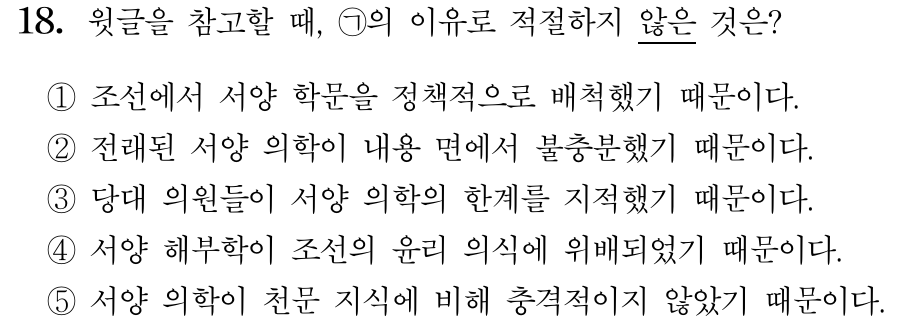 18. 윗글을 참고할 때, ㉠의 이유로 적절하지 않은 것은?
① 조선에서 서양 학문을 정책적으로 배척했기 때문이다.
② 전래된 서양 의학이 내용 면에서 불충분했기 때문이다.
③ 당대 의원들이 서양 의학의 한계를 지적했기 때문이다.
④ 서양 해부학이 조선의 윤리 의식에 위배되었기 때문이다.
⑤ 서양 의학이 천문 지식에 비해 충격적이지 않았기 때문이다.